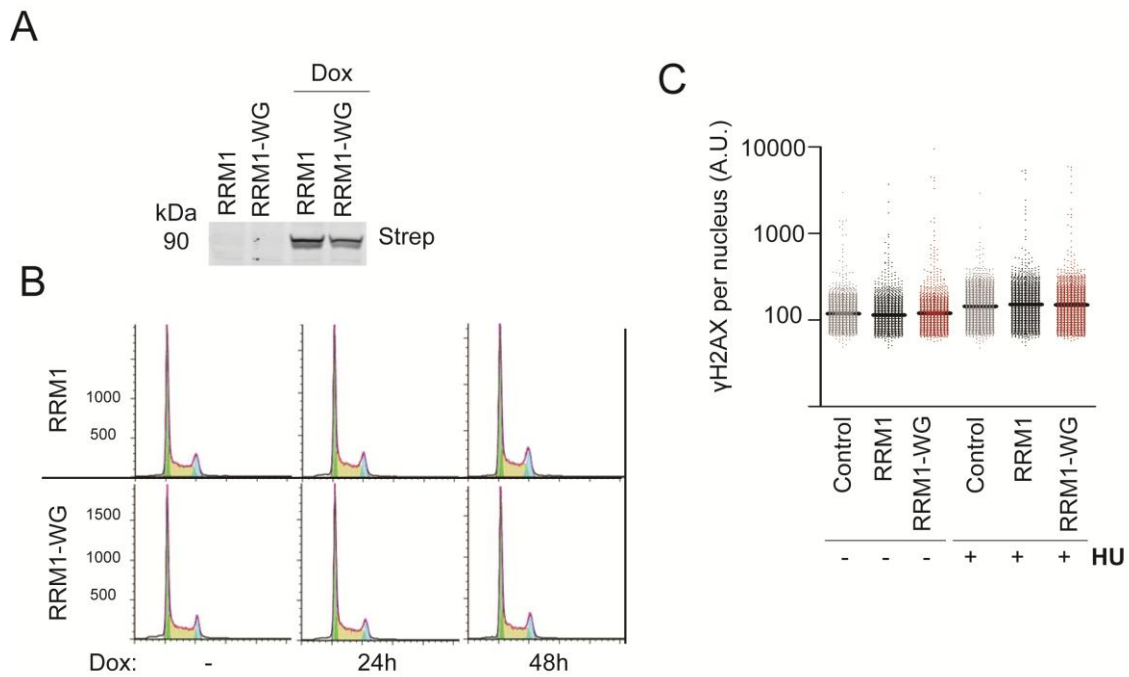 A
Dox
RRM1
RRM1-WG
RRM1
RRM1-WG
kDa
90
Strep
B
RRM1
1000
500
RRM1-WG
1500
1000
500
Dox: - 24h 48h
C
γH2AX per nucleus (A.U.)
10000
1000
100
Control
RRM1
RRM1-WG
Control
RRM1
RRM1-WG
- - - + + + HU